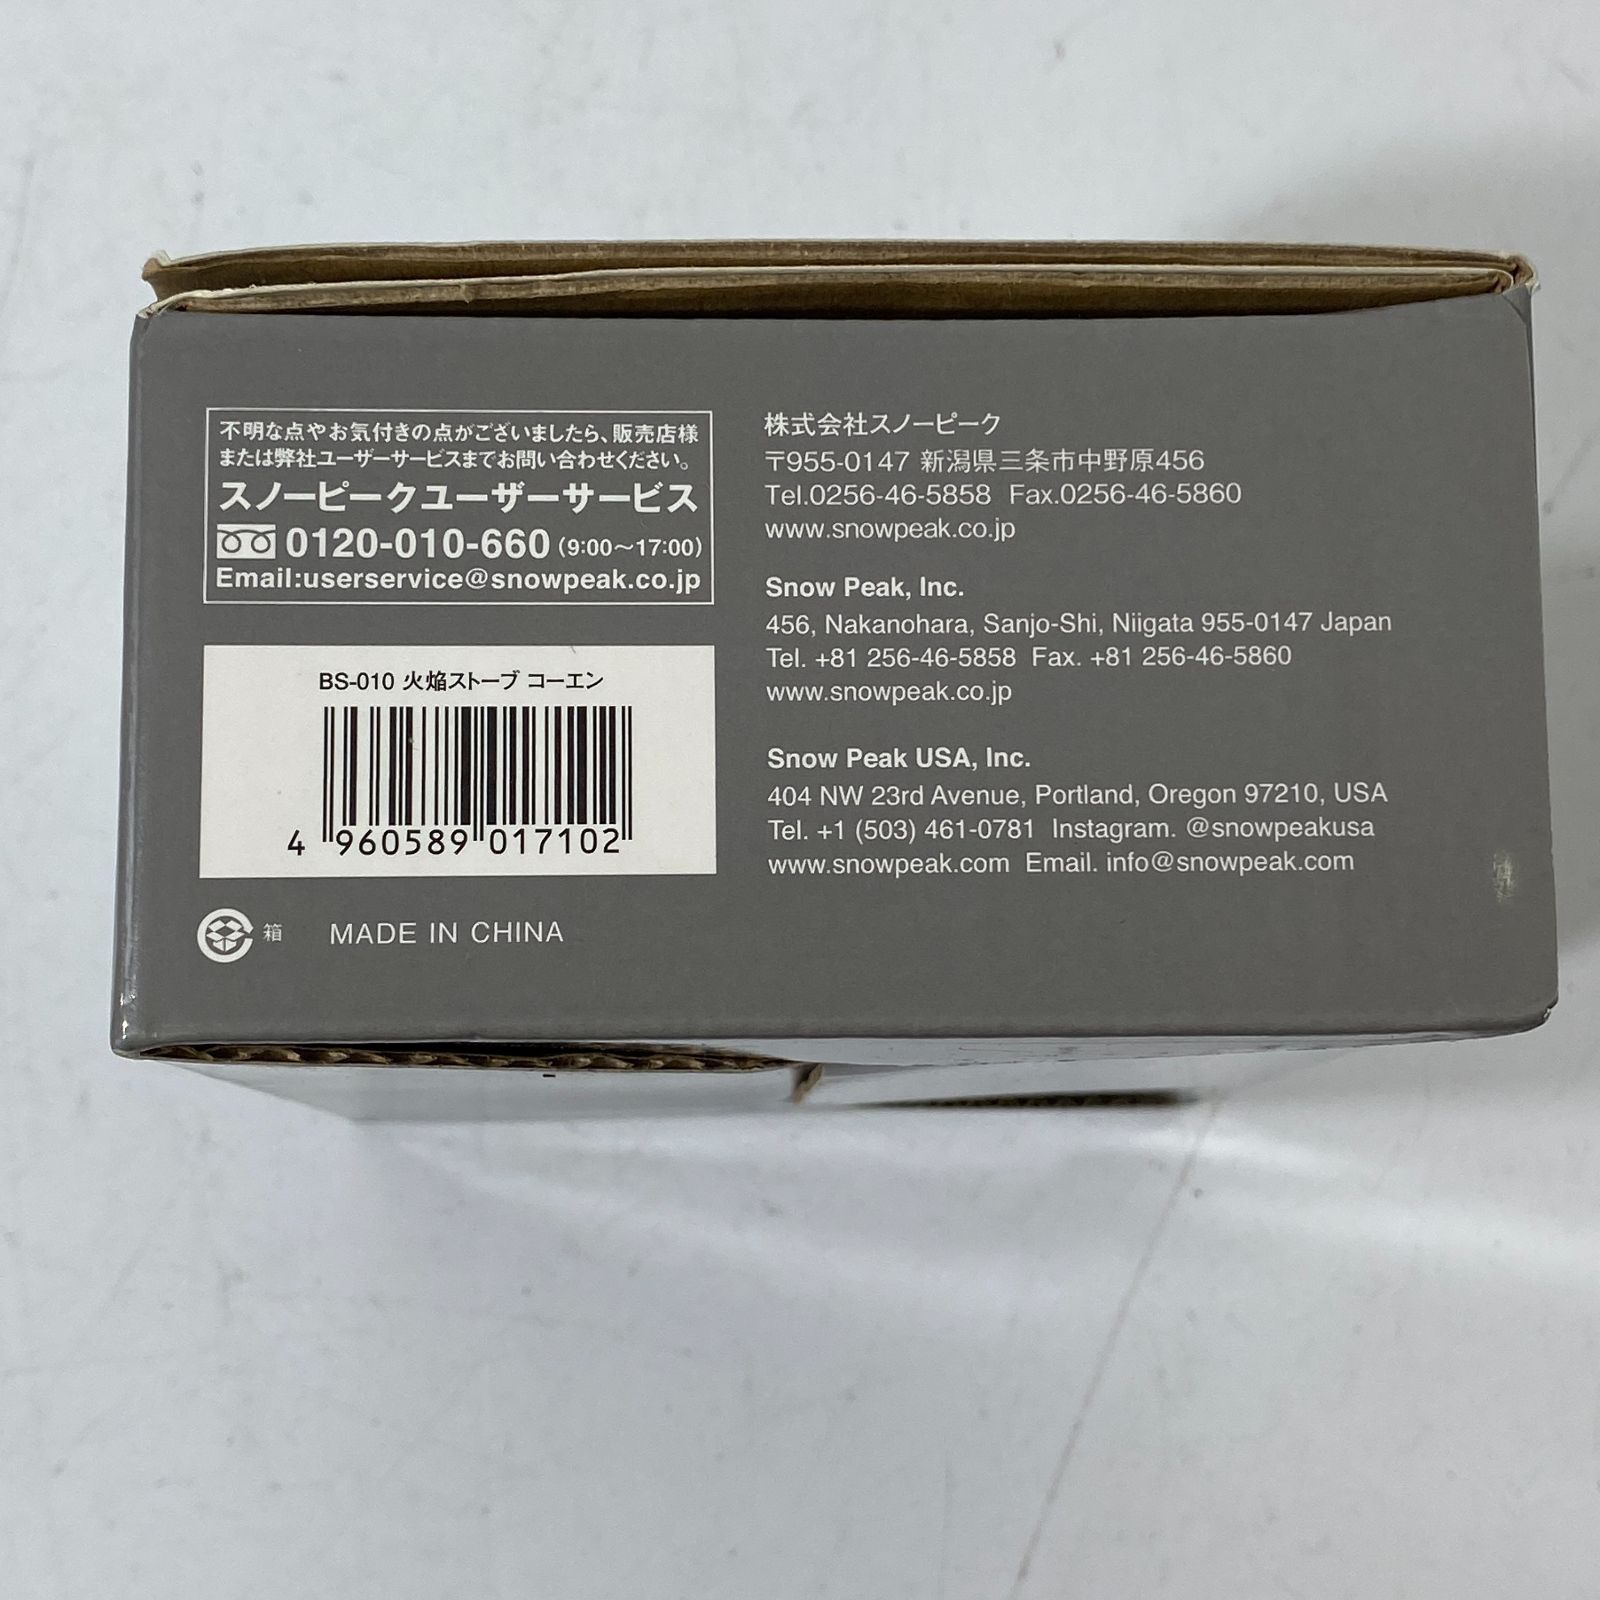 不明な点やお気付きの点がございましたら、販売店様
または弊社ユーザーサービスまでお問い合わせください。
スノーピークユーザーサービス
0120-010-660 (9:00〜17:00)
Email:userservice@snowpeak.co.jp
BS-010 火焔ストーブ コーエン
4 960589 017102
箱 MADE IN CHINA
株式会社スノーピーク
〒955-0147 新潟県三条市中野原456
Tel.0256-46-5858 Fax.0256-46-5860
www.snowpeak.co.jp
Snow Peak, Inc.
456, Nakanohara, Sanjo-Shi, Niigata 955-0147 Japan
Tel. +81 256-46-5858 Fax. +81 256-46-5860
www.snowpeak.co.jp
Snow Peak USA, Inc.
404 NW 23rd Avenue, Portland, Oregon 97210, USA
Tel. +1 (503) 461-0781 Instagram. @snowpeakusa
www.snowpeak.com Email. info@snowpeak.com